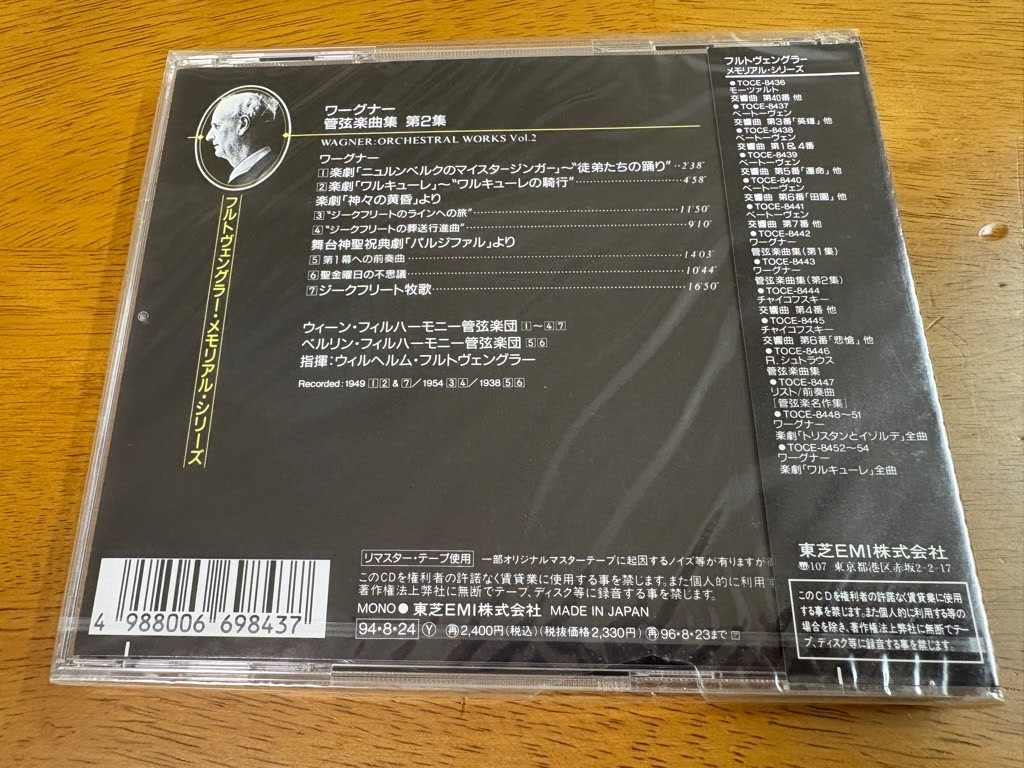 ワーグナー
管弦楽曲集 第2集
WAGNER:ORCHESTRAL WORKS Vol.2
ワーグナー
1 楽劇「ニュルンベルクのマイスタージンガー」〜“徒弟たちの踊り”‥2'38"
2 楽劇「ワルキューレ」〜“ワルキューレの騎行”…4'58"
楽劇「神々の黄昏」より
3 “ジークフリートのラインへの旅”…11'50"
4 “ジークフリートの葬送行進曲”…9'10"
舞台神聖祝典劇「パルジファル」より
5 第1幕への前奏曲…14'03"
6 聖金曜日の不思議…10'44"
7 ジークフリート牧歌…16'50"
ウィーン・フィルハーモニー管弦楽団 1〜4 7
ベルリン・フィルハーモニー管弦楽団 5 6
指揮:ウィルヘルム・フルトヴェングラー
Recorded: 1949 1 2 & 7/1954 3 4/1938 5 6
フルトヴェングラー・メモリアル・シリーズ
リマスター・テープ使用 一部オリジナルマスターテープに起因するノイズ等が有りますが
このCDを権利者の許諾なく賃貸業に使用する事を禁じます。また個人的に利用す
著作権法上弊社に無断でテープ、ディスク等に録音する事を禁じます。
MONO● 東芝EMI株式会社 MADE IN JAPAN
94・8・24 Y 再 2,400円(税込)(税抜価格2,330円) 再 96・8・23まで
4 988006 698437
フルトヴェングラー
メモリアル・シリーズ
●TOCE-8436
モーツァルト
交響曲 第40番 他
●TOCE-8437
ベートーヴェン
交響曲 第3番「英雄」他
●TOCE-8438
ベートーヴェン
交響曲 第1&4番
●TOCE-8439
ベートーヴェン
交響曲 第5番「運命」他
●TOCE-8440
ベートーヴェン
交響曲 第6番「田園」他
●TOCE-8441
ベートーヴェン
交響曲 第7番 他
●TOCE-8442
ワーグナー
管弦楽曲集(第1集)
●TOCE-8443
ワーグナー
管弦楽曲集(第2集)
●TOCE-8444
チャイコフスキー
交響曲 第4番 他
●TOCE-8445
チャイコフスキー
交響曲 第6番「悲愴」他
●TOCE-8446
R.シュトラウス
管弦楽曲集
●TOCE-8447
リスト/前奏曲
[管弦楽名作集]
●TOCE-8448〜51
ワーグナー
楽劇「トリスタンとイゾルデ」全曲
●TOCE-8452〜54
ワーグナー
楽劇「ワルキューレ」全曲
東芝EMI株式会社
〠107 東京都港区赤坂2-2-17
このCDを権利者の許諾なく賃貸業に使用
する事を禁じます。また個人的に利用する等の
場合を除き、著作権法上弊社に無断でテー
プ、ディスク等に録音する事を禁じます。